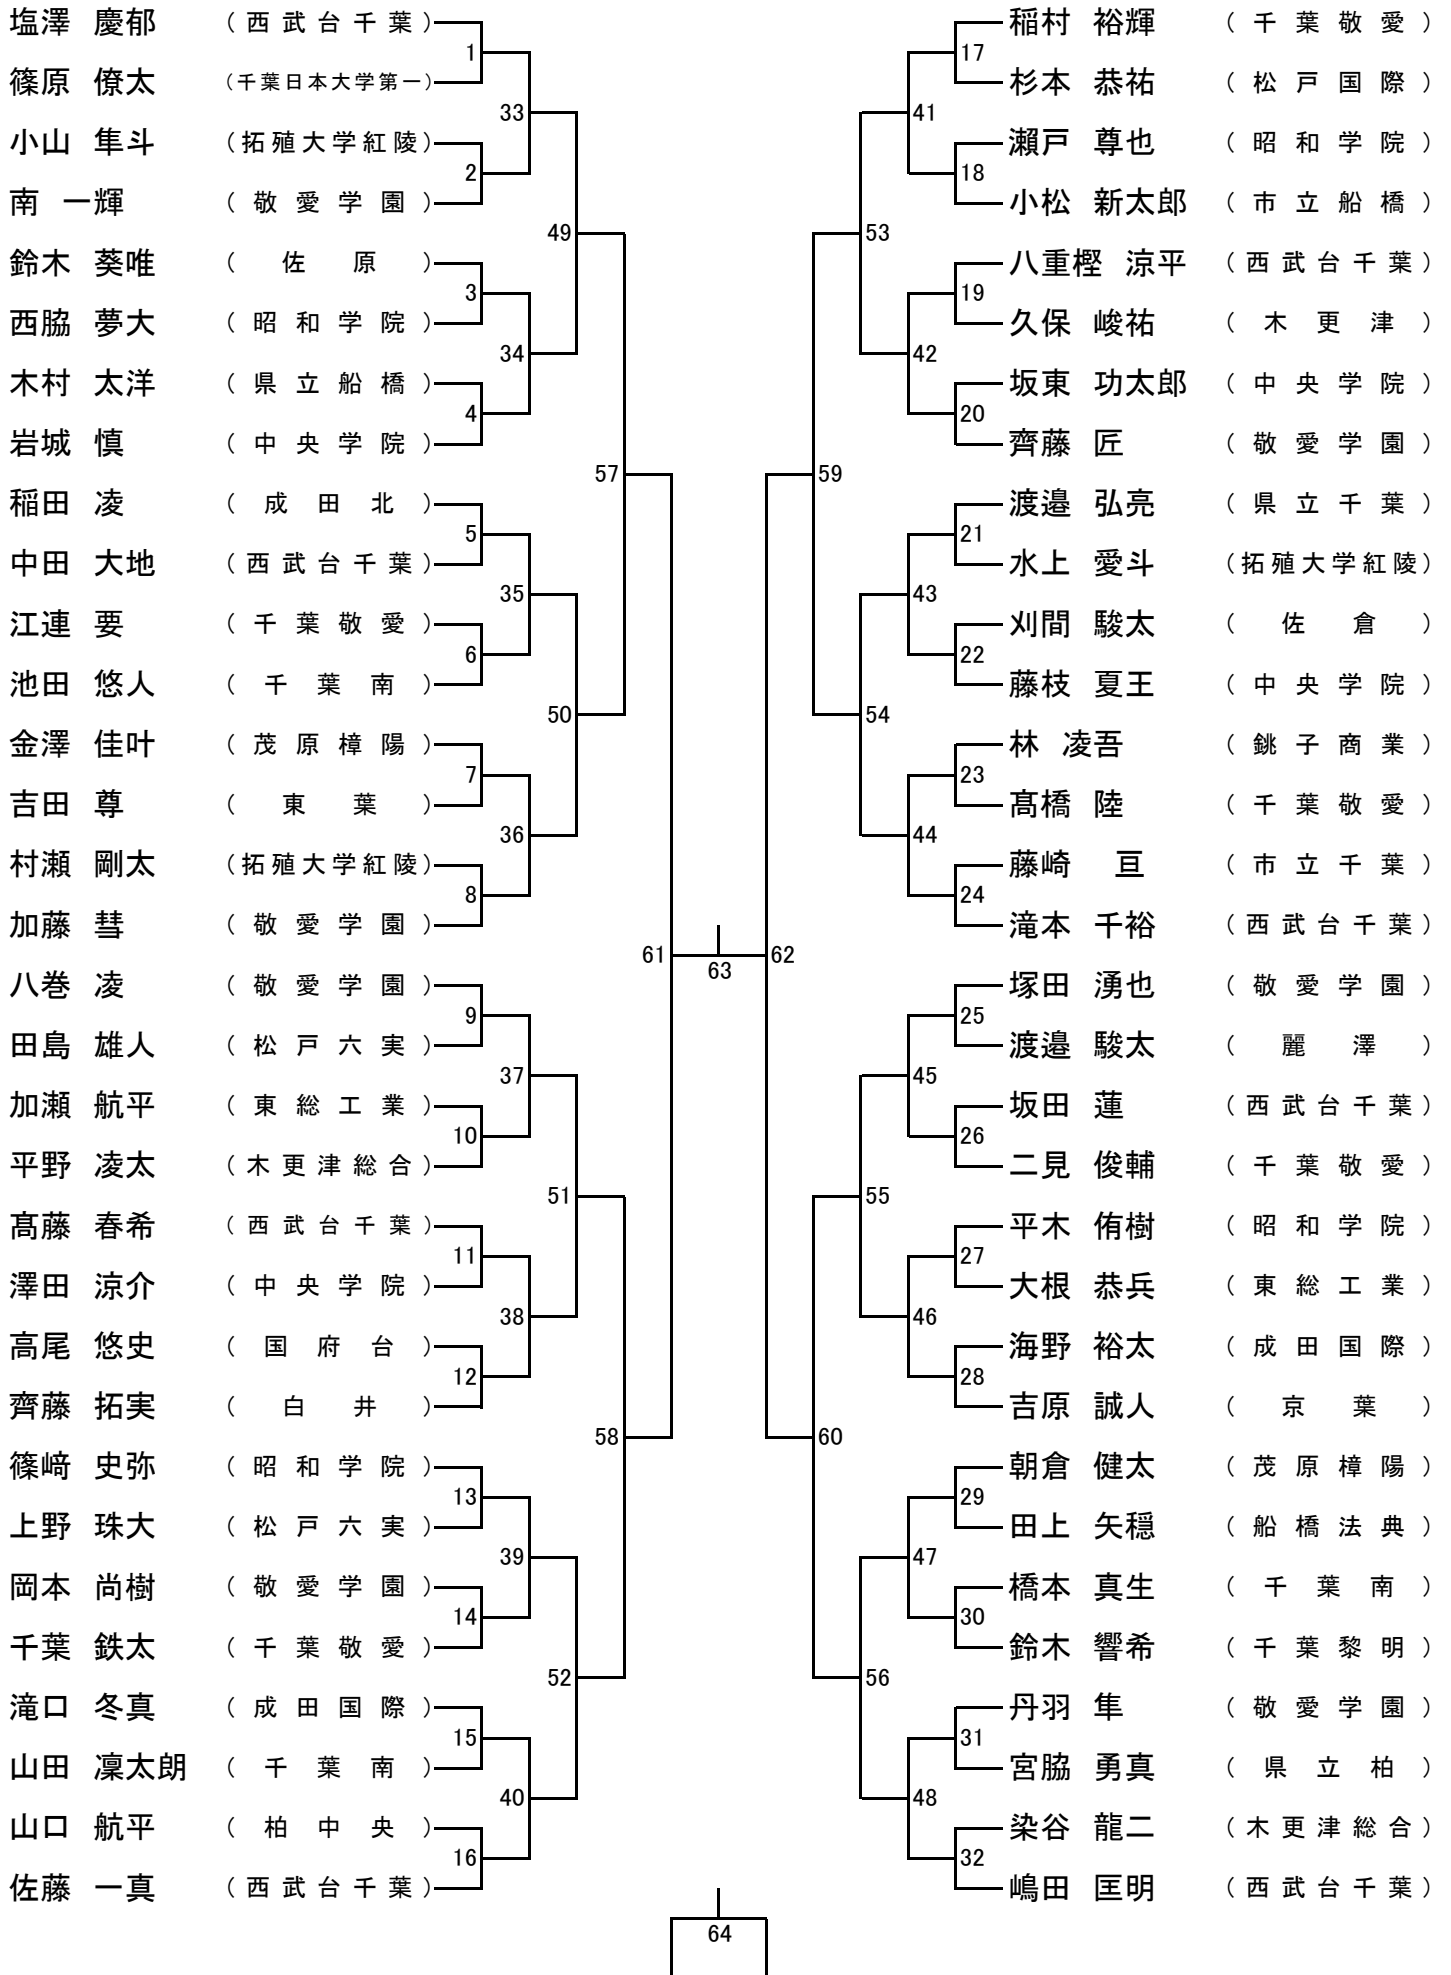 塩澤 慶郁 （西武台千葉）
1
篠原 僚太 （千葉日本大学第一）
33
小山 隼斗 （拓殖大学紅陵）
2
南 一輝 （敬愛学園）
49
鈴木 葵唯 （佐原）
3
西脇 夢大 （昭和学院）
34
木村 太洋 （県立船橋）
4
岩城 慎 （中央学院）
57
稲田 凌 （成田北）
5
中田 大地 （西武台千葉）
35
江連 要 （千葉敬愛）
6
池田 悠人 （千葉南）
50
金澤 佳叶 （茂原樟陽）
7
吉田 尊 （東葉）
36
村瀬 剛太 （拓殖大学紅陵）
8
加藤 彗 （敬愛学園）
61
八巻 凌 （敬愛学園）
9
田島 雄人 （松戸六実）
37
加瀬 航平 （東総工業）
10
平野 凌太 （木更津総合）
51
髙藤 春希 （西武台千葉）
11
澤田 涼介 （中央学院）
38
高尾 悠史 （国府台）
12
齊藤 拓実 （白井）
58
篠﨑 史弥 （昭和学院）
13
上野 珠大 （松戸六実）
39
岡本 尚樹 （敬愛学園）
14
千葉 鉄太 （千葉敬愛）
52
滝口 冬真 （成田国際）
15
山田 凜太朗 （千葉南）
40
山口 航平 （柏中央）
16
佐藤 一真 （西武台千葉）
63
稲村 裕輝 （千葉敬愛）
17
杉本 恭祐 （松戸国際）
41
瀬戸 尊也 （昭和学院）
18
小松 新太郎 （市立船橋）
53
八重樫 涼平 （西武台千葉）
19
久保 峻祐 （木更津）
42
坂東 功太郎 （中央学院）
20
齊藤 匠 （敬愛学園）
59
渡邉 弘亮 （県立千葉）
21
水上 愛斗 （拓殖大学紅陵）
43
刈間 駿太 （佐倉）
22
藤枝 夏王 （中央学院）
54
林 凌吾 （銚子商業）
23
髙橋 陸 （千葉敬愛）
44
藤崎 亘 （市立千葉）
24
滝本 千裕 （西武台千葉）
62
塚田 湧也 （敬愛学園）
25
渡邉 駿太 （麗澤）
45
坂田 蓮 （西武台千葉）
26
二見 俊輔 （千葉敬愛）
55
平木 侑樹 （昭和学院）
27
大根 恭兵 （東総工業）
46
海野 裕太 （成田国際）
28
吉原 誠人 （京葉）
60
朝倉 健太 （茂原樟陽）
29
田上 矢穏 （船橋法典）
47
橋本 真生 （千葉南）
30
鈴木 響希 （千葉黎明）
56
丹羽 隼 （敬愛学園）
31
宮脇 勇真 （県立柏）
48
染谷 龍二 （木更津総合）
32
嶋田 匡明 （西武台千葉）
64